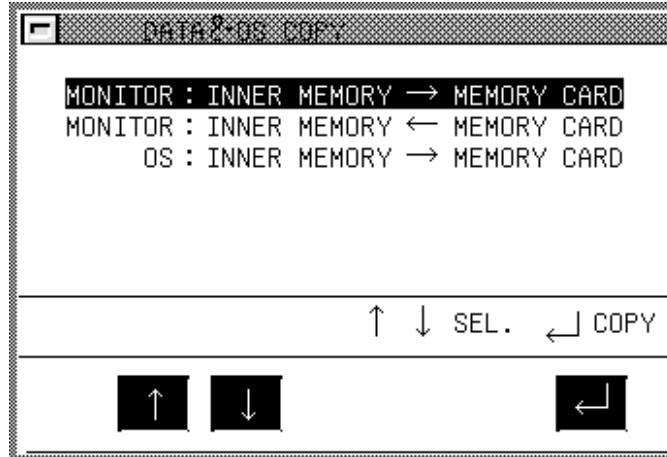 DATA & OS COPY
MONITOR : INNER MEMORY → MEMORY CARD
MONITOR : INNER MEMORY ← MEMORY CARD
OS : INNER MEMORY → MEMORY CARD
↑ ↓ SEL. ↵ COPY
↑ ↓ ↵